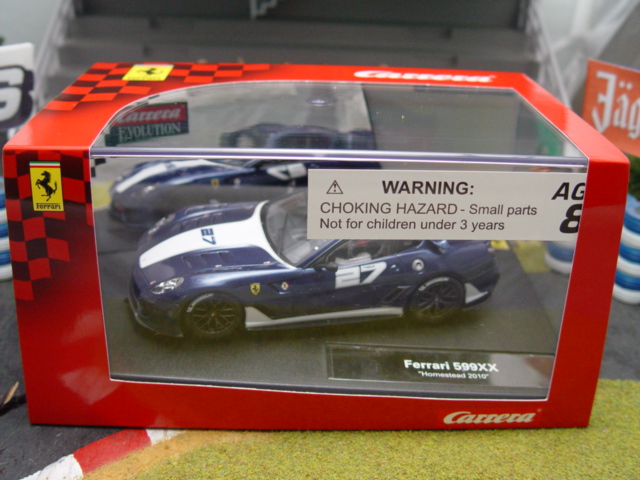 Carrera
Ferrari
Carrera
EVOLUTION
WARNING:
CHOKING HAZARD - Small parts
Not for children under 3 years
AG
8
Jäg
S
27
27
Ferrari 599XX
"Homestead 2010"
Carrera